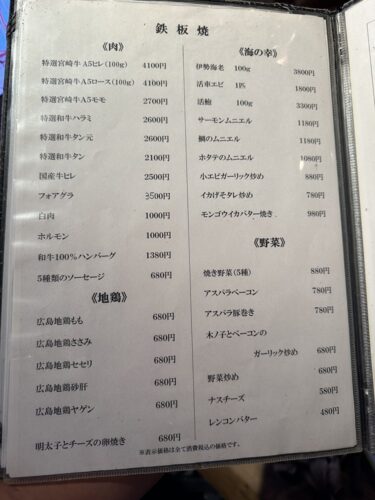 鉄板焼
《肉》
特選宮崎牛A5ヒレ(100g) 4100円
特選宮崎牛A5ロース(100g) 4100円
特選宮崎牛A5モモ 2700円
特選和牛ハラミ 2600円
特選和牛タン元 2600円
特選和牛タン 2100円
国産牛ヒレ 2500円
フォアグラ 3500円
白肉 1000円
ホルモン 1000円
和牛100%ハンバーグ 1380円
5種類のソーセージ 680円
《地鶏》
広島地鶏もも 680円
広島地鶏ささみ 680円
広島地鶏セセリ 680円
広島地鶏砂肝 680円
広島地鶏ヤゲン 680円
明太子とチーズの卵焼き 680円
《海の幸》
伊勢海老 100g 3800円
活車エビ 1匹 1800円
活鮑 100g 3300円
サーモンムニエル 1180円
鯛のムニエル 1180円
ホタテのムニエル 1080円
小エビガーリック炒め 880円
イカげそタレ炒め 780円
モンゴウイカバター焼き 980円
《野菜》
焼き野菜(5種) 880円
アスパラベーコン 780円
アスパラ豚巻き 780円
木ノ子とベーコンの
ガーリック炒め 680円
野菜炒め 680円
ナスチーズ 580円
レンコンバター 480円
※表示価格は全て消費税込の価格です。